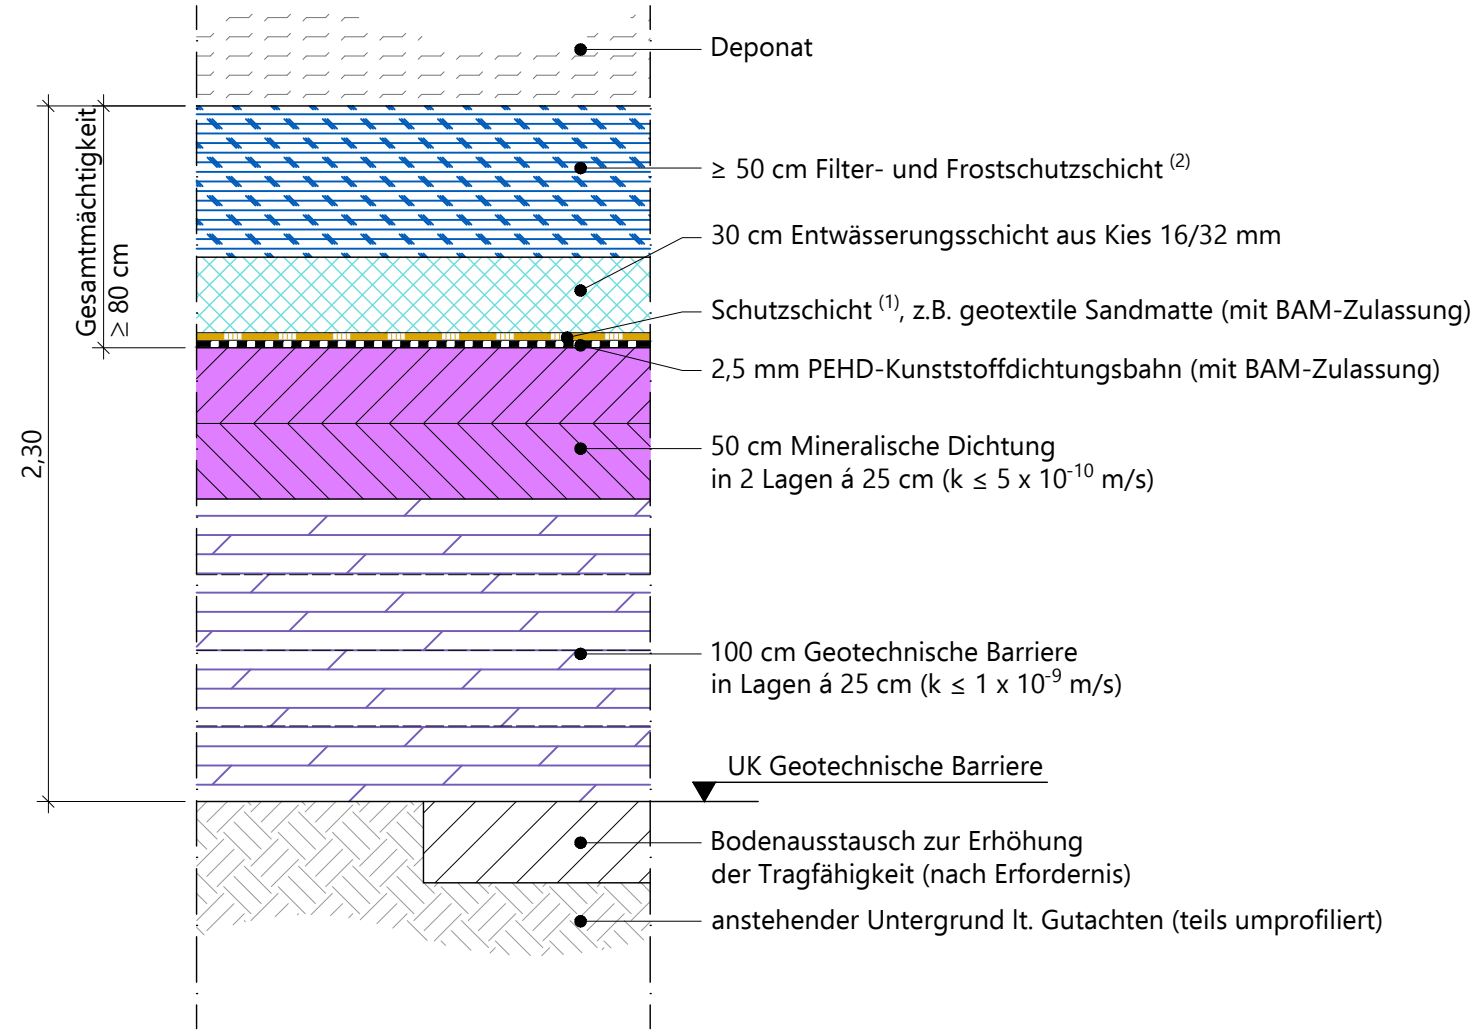 Deponat
Gesamtmächtigkeit
≥ 80 cm
2,30
≥ 50 cm Filter- und Frostschutzschicht (2)
30 cm Entwässerungsschicht aus Kies 16/32 mm
Schutzschicht (1), z.B. geotextile Sandmatte (mit BAM-Zulassung)
2,5 mm PEHD-Kunststoffdichtungsbahn (mit BAM-Zulassung)
50 cm Mineralische Dichtung
in 2 Lagen á 25 cm (k ≤ 5 x 10⁻¹⁰ m/s)
100 cm Geotechnische Barriere
in Lagen á 25 cm (k ≤ 1 x 10⁻⁹ m/s)
UK Geotechnische Barriere
Bodenausstausch zur Erhöhung
der Tragfähigkeit (nach Erfordernis)
anstehender Untergrund lt. Gutachten (teils umprofiliert)